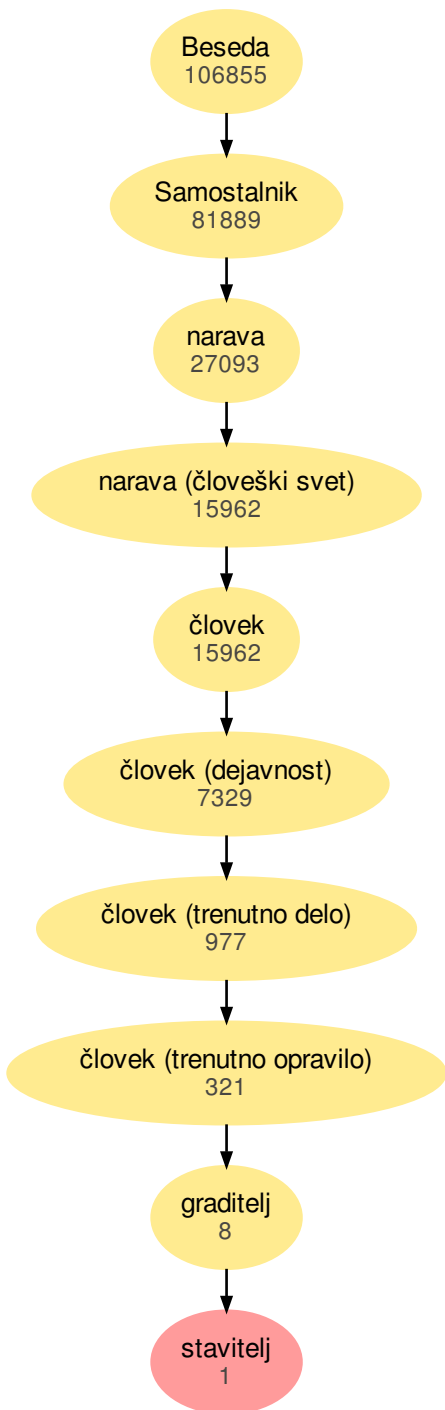 Beseda
106855
Samostalnik
81889
narava
27093
narava (človeški svet)
15962
človek
15962
človek (dejavnost)
7329
človek (trenutno delo)
977
človek (trenutno opravilo)
321
graditelj
8
stavitelj
1